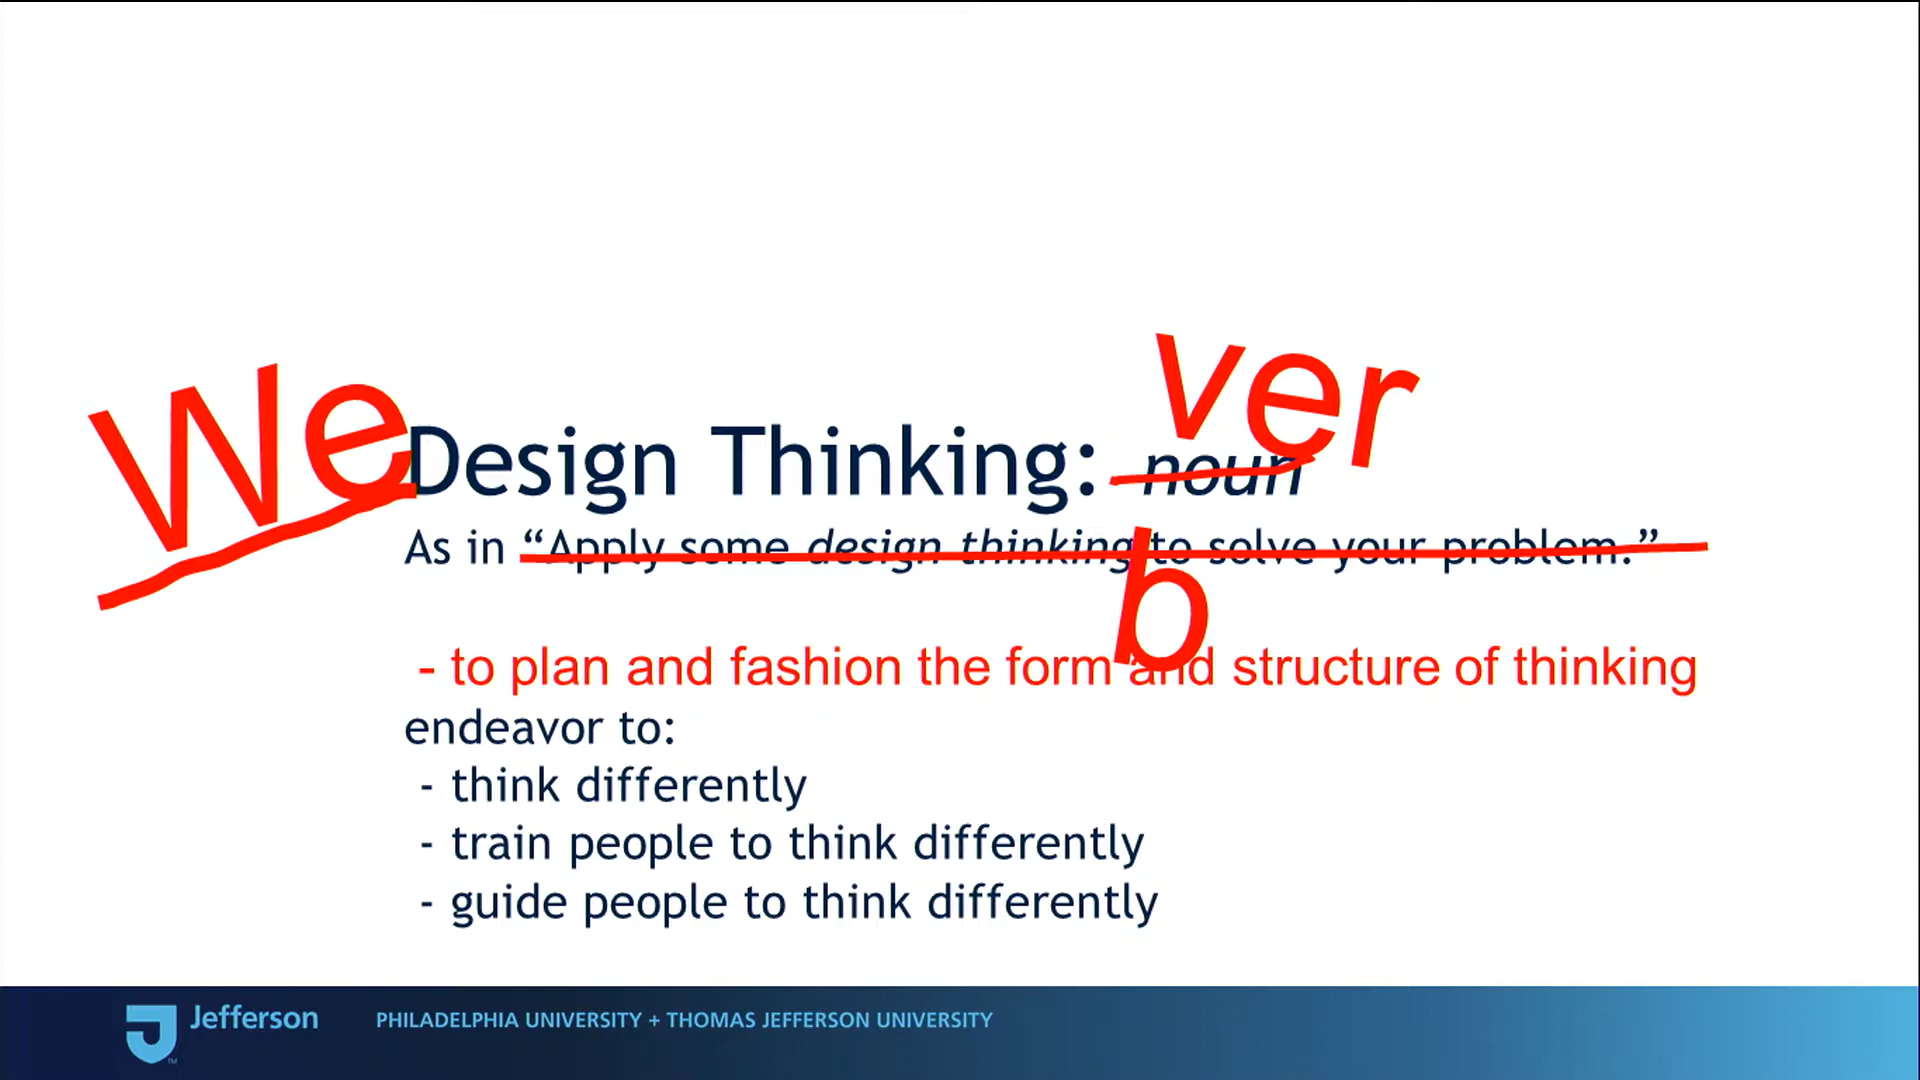 We
ver
b
Design Thinking: noun
As in “Apply some design thinking to solve your problem.”
- to plan and fashion the form and structure of thinking
endeavor to:
- think differently
- train people to think differently
- guide people to think differently
Jefferson
TM
PHILADELPHIA UNIVERSITY + THOMAS JEFFERSON UNIVERSITY